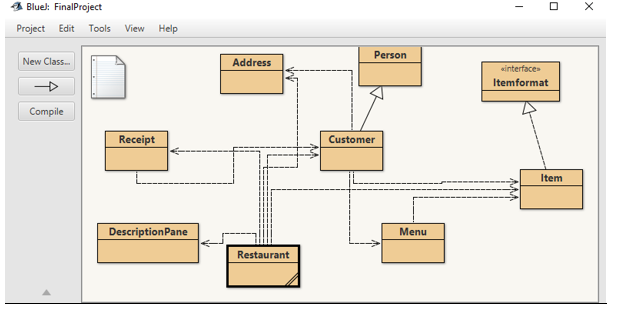 BlueJ: FinalProject
Project Edit Tools View Help
New Class...
Compile
Address
Person
«interface»
Itemformat
Receipt
Customer
Item
DescriptionPane
Restaurant
Menu